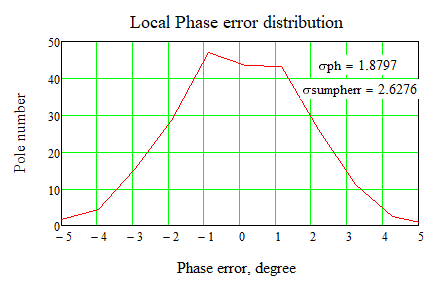 Local Phase error distribution
50
40
30
20
10
0
Pole number
σph = 1.8797
σsumpherr = 2.6276
− 5 − 4 − 3 − 2 − 1 0 1 2 3 4 5
Phase error, degree